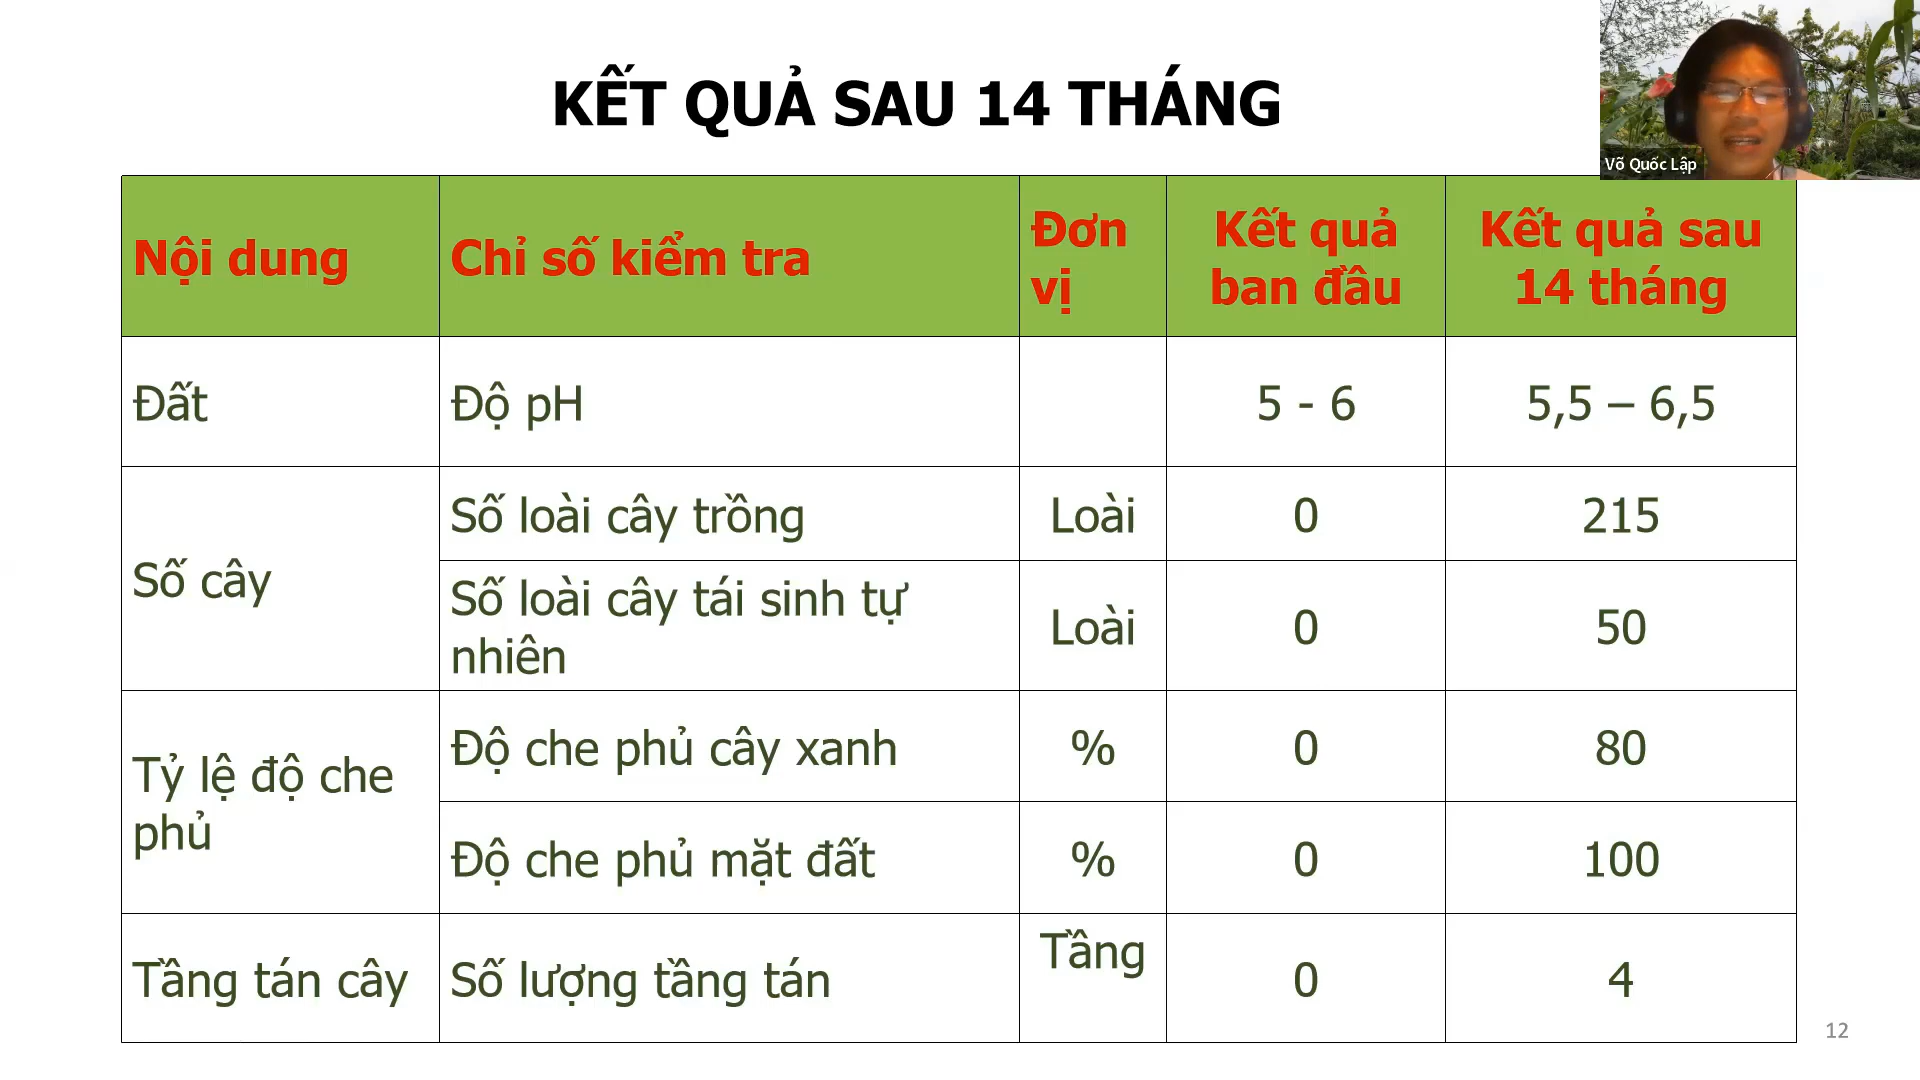 KẾT QUẢ SAU 14 THÁNG
Võ Quốc Lập
Nội dung
Chỉ số kiểm tra
Đơn
vị
Kết quả
ban đầu
Kết quả sau
14 tháng
Đất
Độ pH
5 - 6
5,5 – 6,5
Số cây
Số loài cây trồng
Loài
0
215
Số loài cây tái sinh tự
nhiên
Loài
0
50
Tỷ lệ độ che
phủ
Độ che phủ cây xanh
%
0
80
Độ che phủ mặt đất
%
0
100
Tầng tán cây
Số lượng tầng tán
Tầng
0
4
12